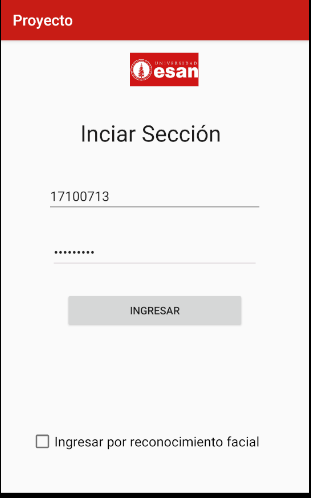 Proyecto
UNIVERSIDAD
esan
Inciar Sección
17100713
•••••••••
INGRESAR
Ingresar por reconocimiento facial